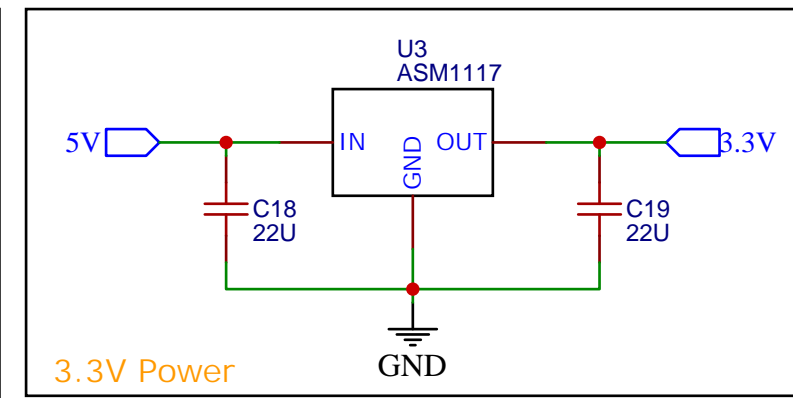 U3
ASM1117
5V
IN
GND
OUT
3.3V
C18
22U
C19
22U
GND
3.3V Power